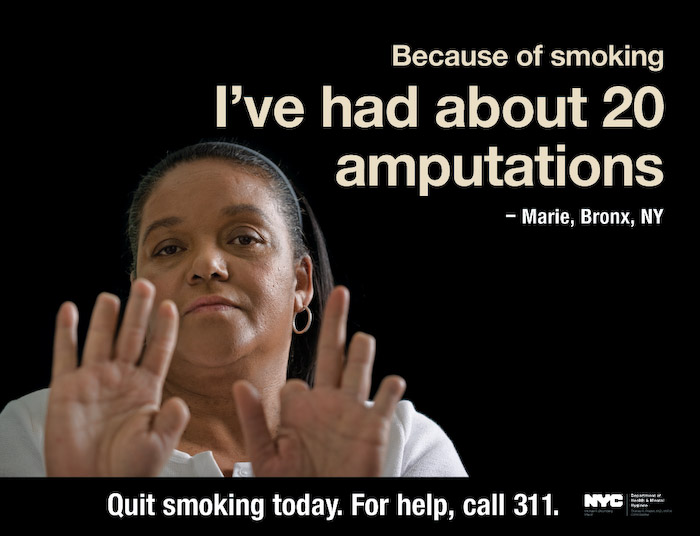 Because of smoking
I’ve had about 20
amputations
– Marie, Bronx, NY
Quit smoking today. For help, call 311.
NYC
Department of
Health & Mental
Hygiene